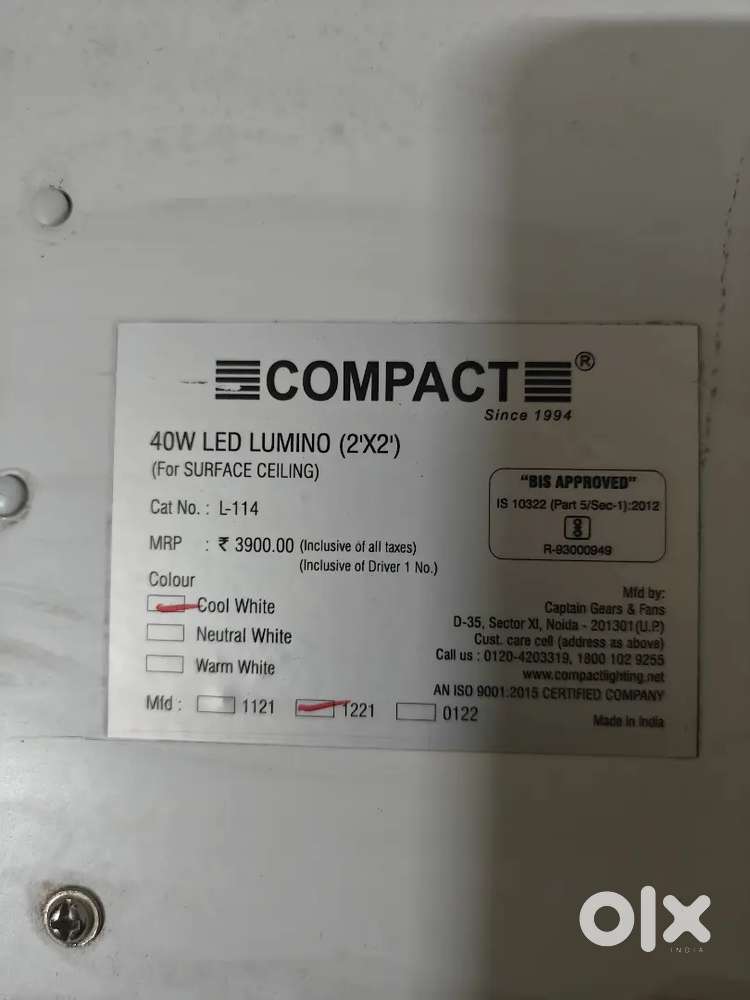 COMPACT ®
Since 1994
40W LED LUMINO (2'X2')
(For SURFACE CEILING)
Cat No. : L-114
MRP : ₹ 3900.00 (Inclusive of all taxes)
(Inclusive of Driver 1 No.)
"BIS APPROVED"
IS 10322 (Part 5/Sec-1):2012
R-93000949
Colour
Cool White
Neutral White
Warm White
Mfd : 1121 1221 0122
Mfd by:
Captain Gears & Fans
D-35, Sector XI, Noida - 201301(U.P.)
Cust. care cell (address as above)
Call us : 0120-4203319, 1800 102 9255
www.compactlighting.net
AN ISO 9001:2015 CERTIFIED COMPANY
Made in India
olx
INDIA